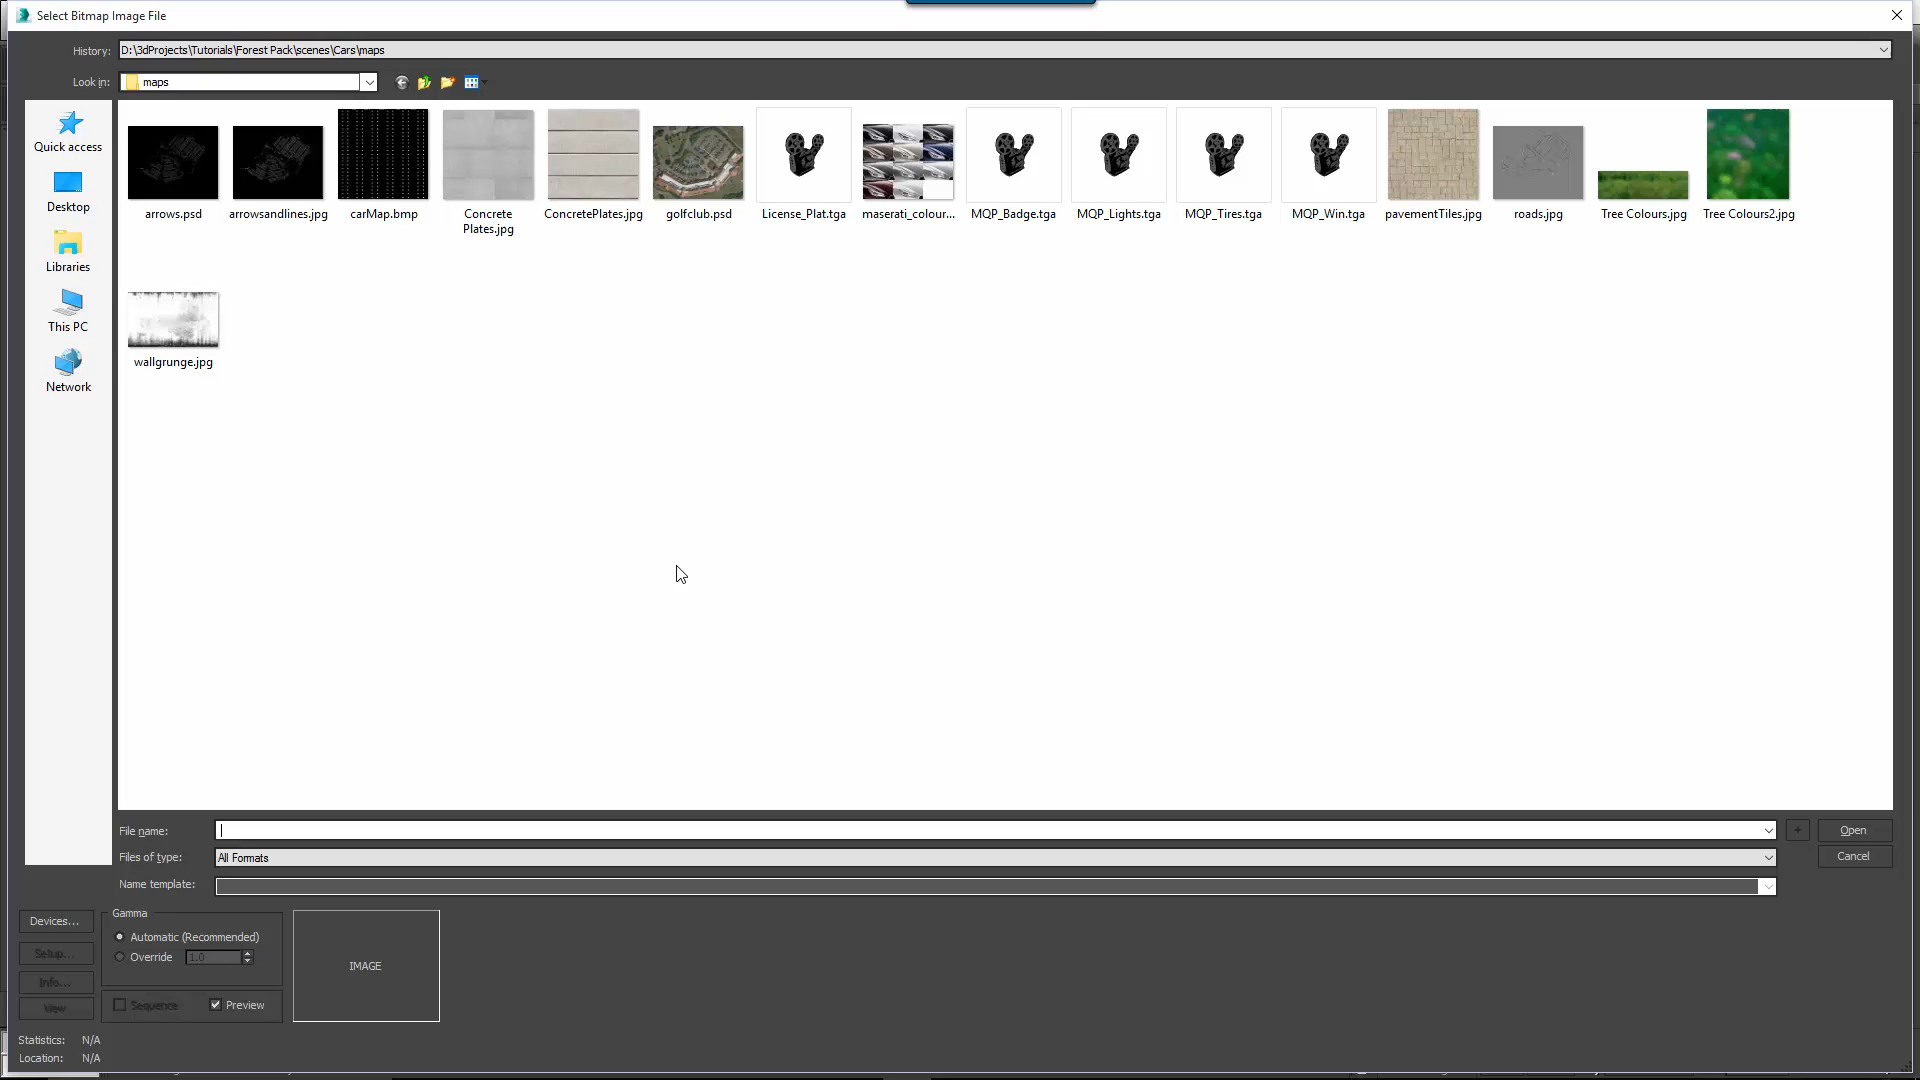 Select Bitmap Image File
History: D:\3dProjects\Tutorials\Forest Pack\scenes\Cars\maps
Look in: maps
Quick access
Desktop
Libraries
This PC
Network
arrows.psd
arrowsandlines.jpg
carMap.bmp
Concrete
Plates.jpg
ConcretePlates.jpg
golfclub.psd
License_Plat.tga
maserati_colour...
MQP_Badge.tga
MQP_Lights.tga
MQP_Tires.tga
MQP_Win.tga
pavementTiles.jpg
roads.jpg
Tree Colours.jpg
Tree Colours2.jpg
wallgrunge.jpg
File name:
+
Open
Files of type: All Formats
Cancel
Name template:
Devices...
Setup...
Info...
View
Gamma
Automatic (Recommended)
Override 1.0
Sequence
Preview
IMAGE
Statistics: N/A
Location: N/A